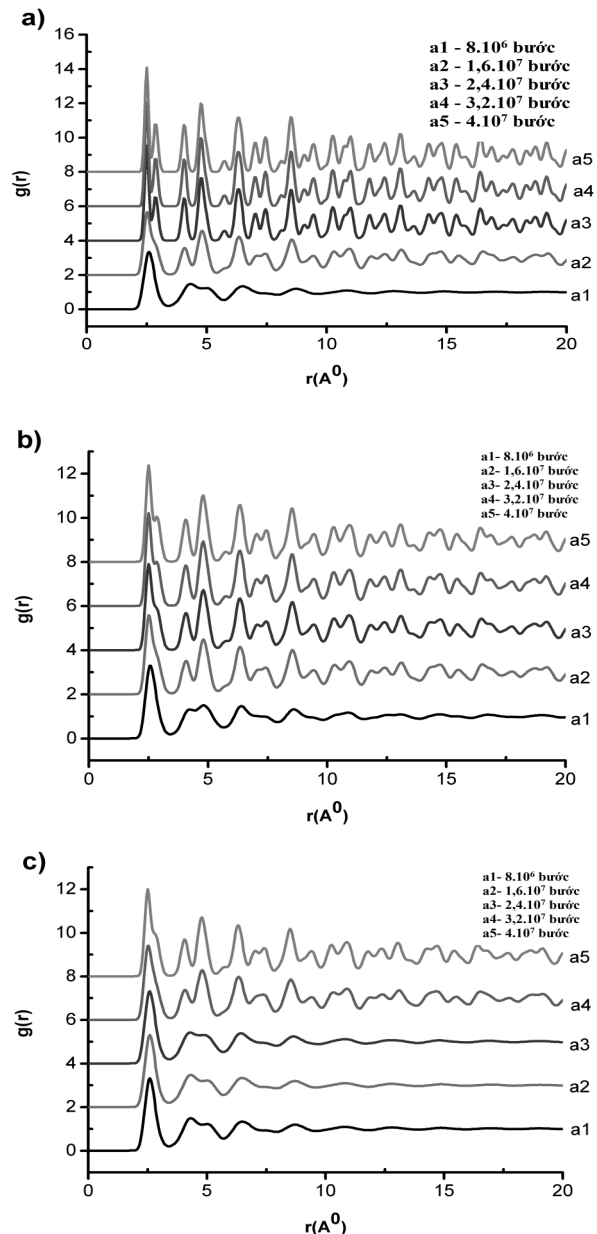 a)
a1 - 8.10⁶ bước
a2 - 1,6.10⁷ bước
a3 - 2,4.10⁷ bước
a4 - 3,2.10⁷ bước
a5 - 4.10⁷ bước
16
14
12
10
8
6
4
2
0
g(r)
a5
a4
a3
a2
a1
0 5 10 15 20
r(A⁰)
b)
a1- 8.10⁶ bước
a2- 1,6.10⁷ bước
a3- 2,4.10⁷ bước
a4- 3,2.10⁷ bước
a5- 4.10⁷ bước
12
10
8
6
4
2
0
g(r)
a5
a4
a3
a2
a1
0 5 10 15 20
r(A⁰)
c)
a1- 8.10⁶ bước
a2- 1,6.10⁷ bước
a3- 2,4.10⁷ bước
a4- 3,2.10⁷ bước
a5- 4.10⁷ bước
12
10
8
6
4
2
0
g(r)
a5
a4
a3
a2
a1
0 5 10 15 20
r(A⁰)